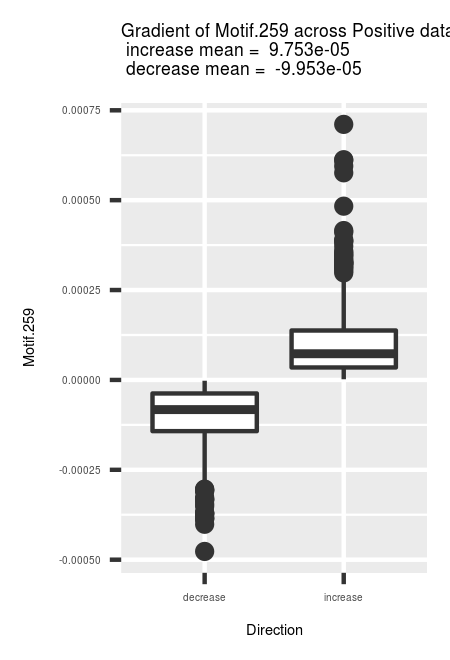 Gradient of Motif.259 across Positive data
increase mean =  9.753e-05
decrease mean =  -9.953e-05
0.00075
0.00050
0.00025
0.00000
-0.00025
-0.00050
Motif.259
decrease
increase
Direction